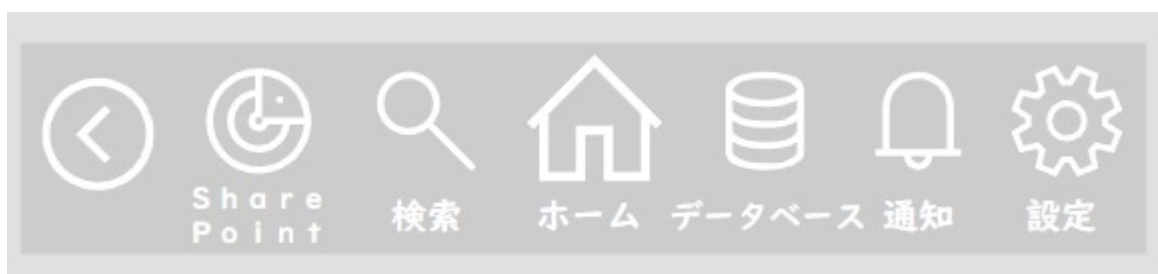 Share
Point
検索
ホーム
データベース
通知
設定